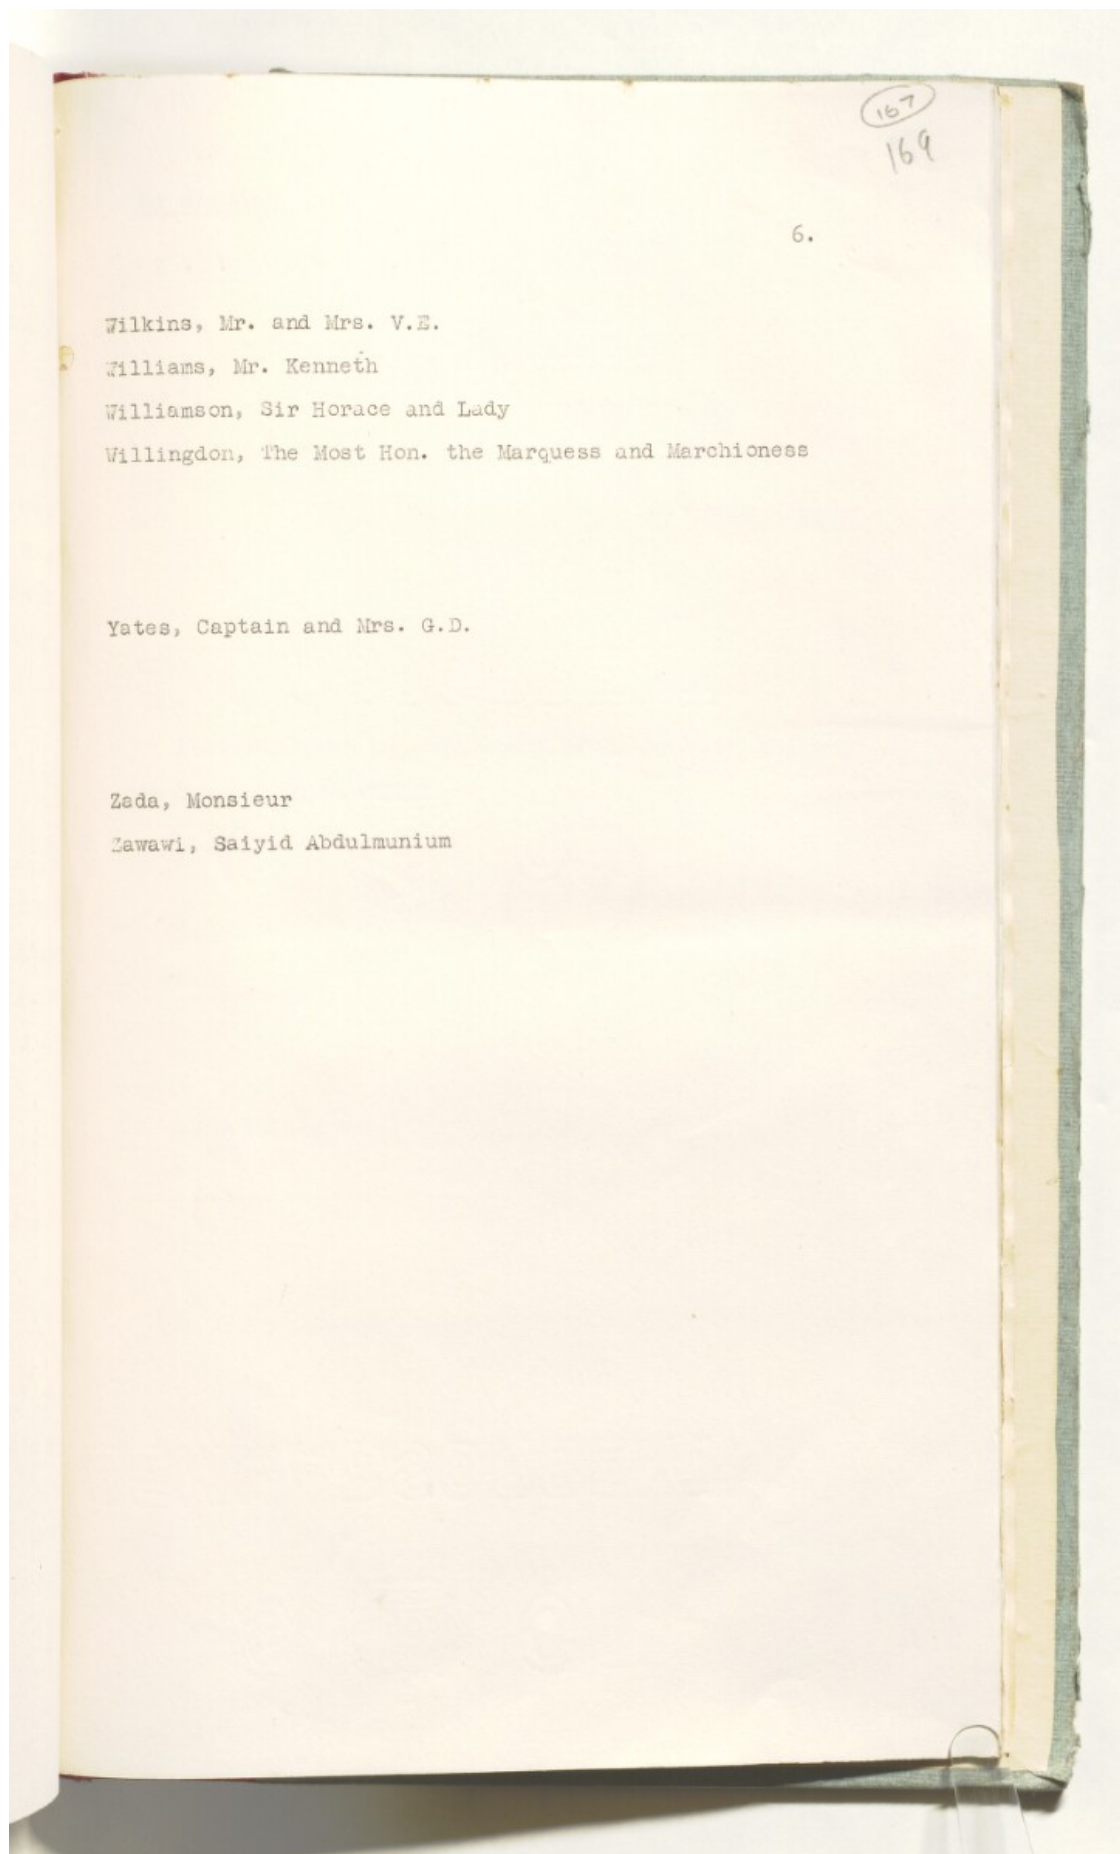 167
169
6.
Wilkins, Mr. and Mrs. V.E.
Williams, Mr. Kenneth
Williamson, Sir Horace and Lady
Willingdon, The Most Hon. the Marquess and Marchioness
Yates, Captain and Mrs. G.D.
Zada, Monsieur
Zawawi, Saiyid Abdulmunium